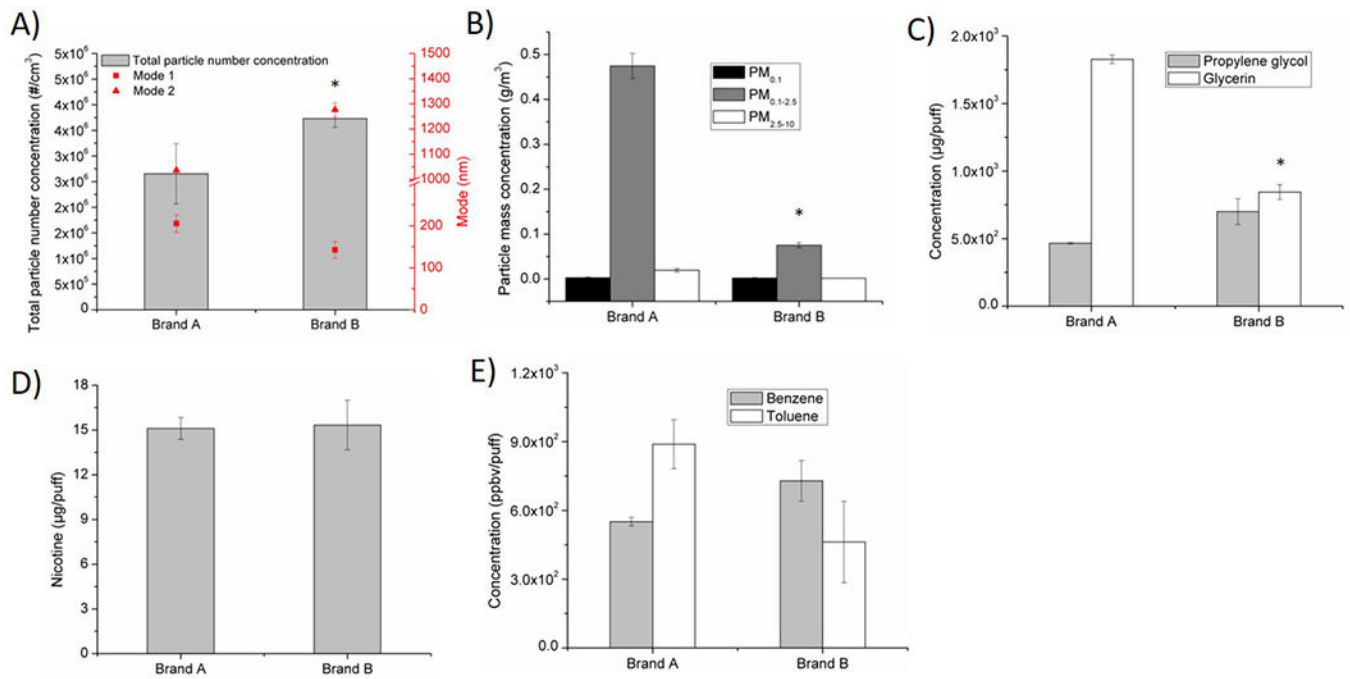 A)
Total particle number concentration (#/cm³)
5x10⁶
5x10⁶
4x10⁶
4x10⁶
3x10⁶
3x10⁶
2x10⁶
2x10⁶
1x10⁶
5x10⁵
0
Total particle number concentration
Mode 1
Mode 2
*
1500
1400
1300
1200
1100
1000
200
100
0
Mode (nm)
Brand A
Brand B
B)
Particle mass concentration (g/m³)
0.5
0.4
0.3
0.2
0.1
0.0
PM₀.₁
PM₀.₁₋₂.₅
PM₂.₅₋₁₀
*
Brand A
Brand B
C)
Concentration (µg/puff)
2.0x10³
1.5x10³
1.0x10³
5.0x10²
0.0
Propylene glycol
Glycerin
*
Brand A
Brand B
D)
Nicotine (µg/puff)
18
15
12
9
6
3
0
Brand A
Brand B
E)
Concentration (ppbv/puff)
1.2x10³
9.0x10²
6.0x10²
3.0x10²
0.0
Benzene
Toluene
Brand A
Brand B